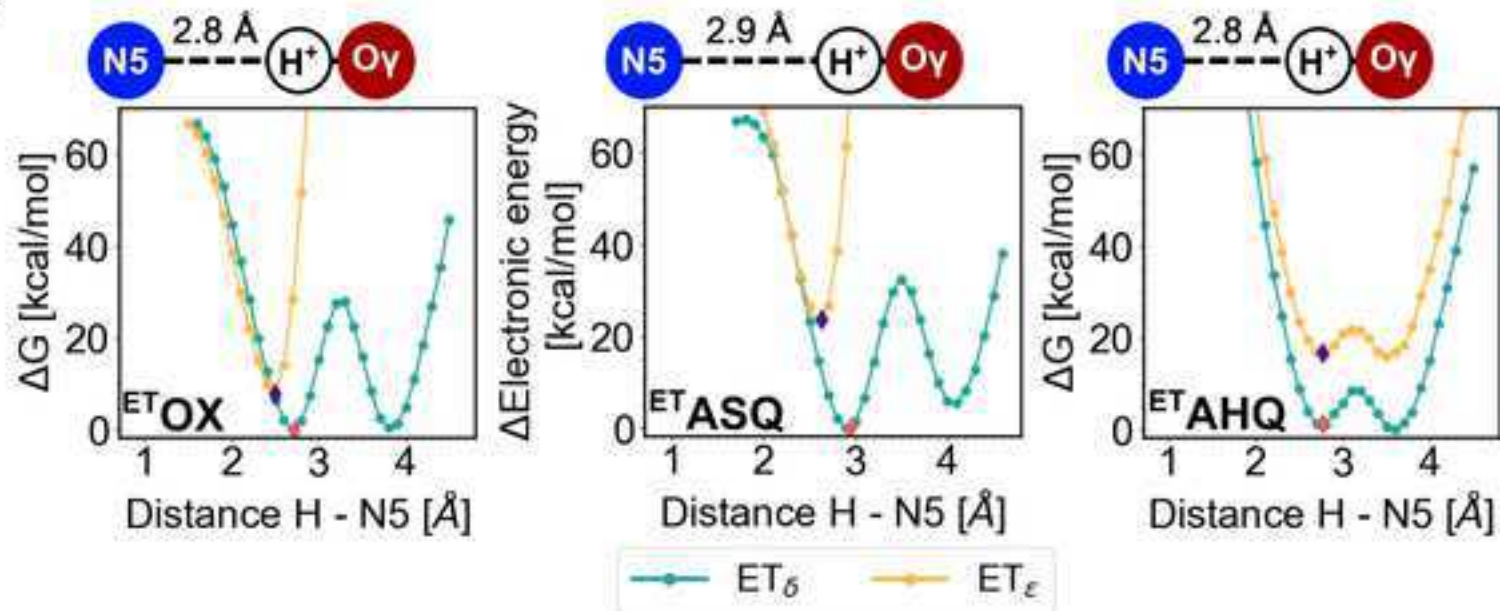 2.8 Å
N5 H⁺ Oγ
2.9 Å
N5 H⁺ Oγ
2.8 Å
N5 H⁺ Oγ
ΔG [kcal/mol]
60
40
20
0
ᴱᵀOX
1 2 3 4
Distance H - N5 [Å]
ΔElectronic energy
[kcal/mol]
60
40
20
0
ᴱᵀASQ
1 2 3 4
Distance H - N5 [Å]
ΔG [kcal/mol]
60
40
20
0
ᴱᵀAHQ
1 2 3 4
Distance H - N5 [Å]
ET_δ ET_ε